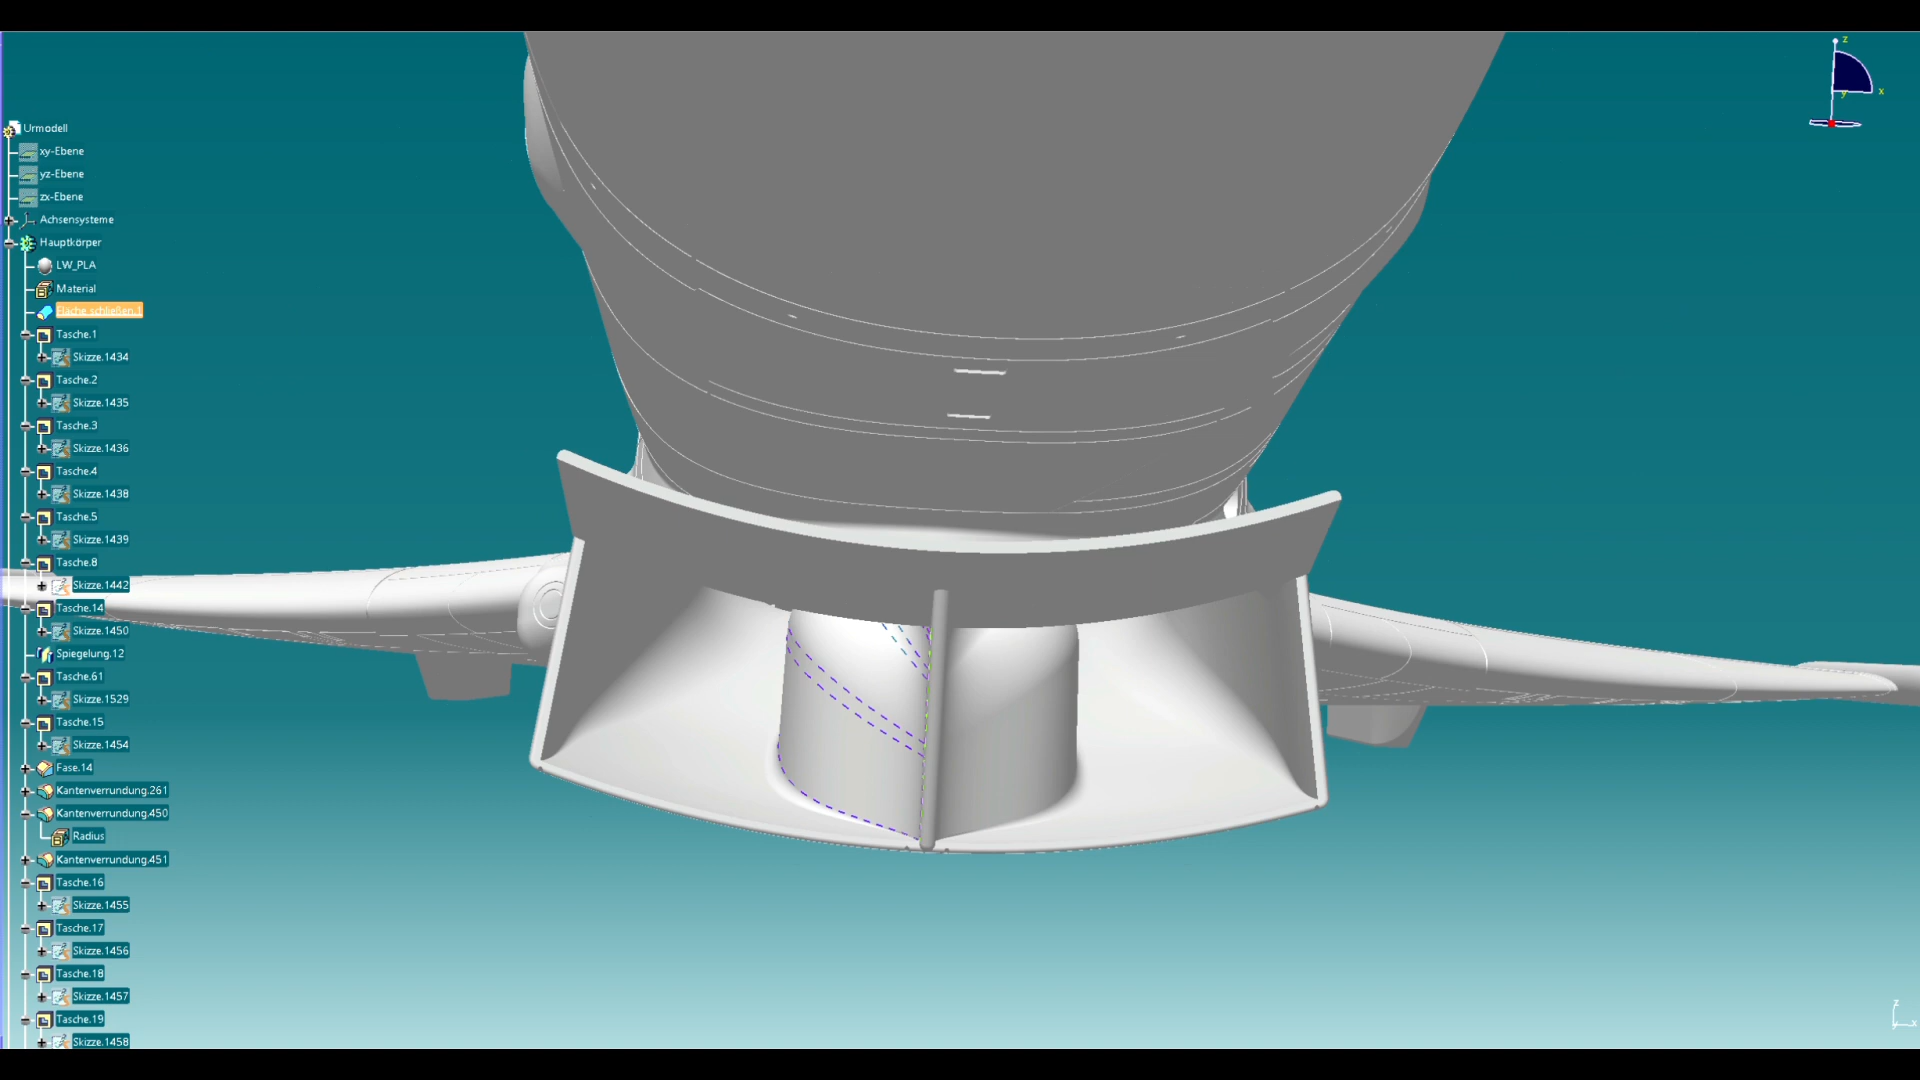 Urmodell
xy-Ebene
yz-Ebene
zx-Ebene
Achsensysteme
Hauptkörper
LW_PLA
Material
Fläche schließen.1
Tasche.1
Skizze.1434
Tasche.2
Skizze.1435
Tasche.3
Skizze.1436
Tasche.4
Skizze.1438
Tasche.5
Skizze.1439
Tasche.8
Skizze.1442
Tasche.14
Skizze.1450
Spiegelung.12
Tasche.61
Skizze.1529
Tasche.15
Skizze.1454
Fase.14
Kantenverrundung.261
Kantenverrundung.450
Radius
Kantenverrundung.451
Tasche.16
Skizze.1455
Tasche.17
Skizze.1456
Tasche.18
Skizze.1457
Tasche.19
Skizze.1458
z
x
y
z
y
x